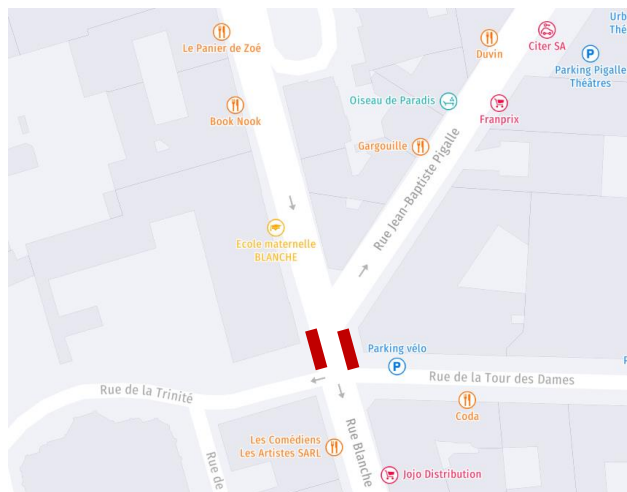 Urb
Thé
Le Panier de Zoé
Duvin
Citer SA
P
Parking Pigalle
Théâtres
Oiseau de Paradis
Book Nook
Franprix
Gargouille
Rue Jean-Baptiste Pigalle
Ecole maternelle
BLANCHE
Parking vélo
P
Rue de la Tour des Dames
Rue de la Trinité
Coda
Rue Blanche
Les Comédiens
Les Artistes SARL
Rue de
Jojo Distribution